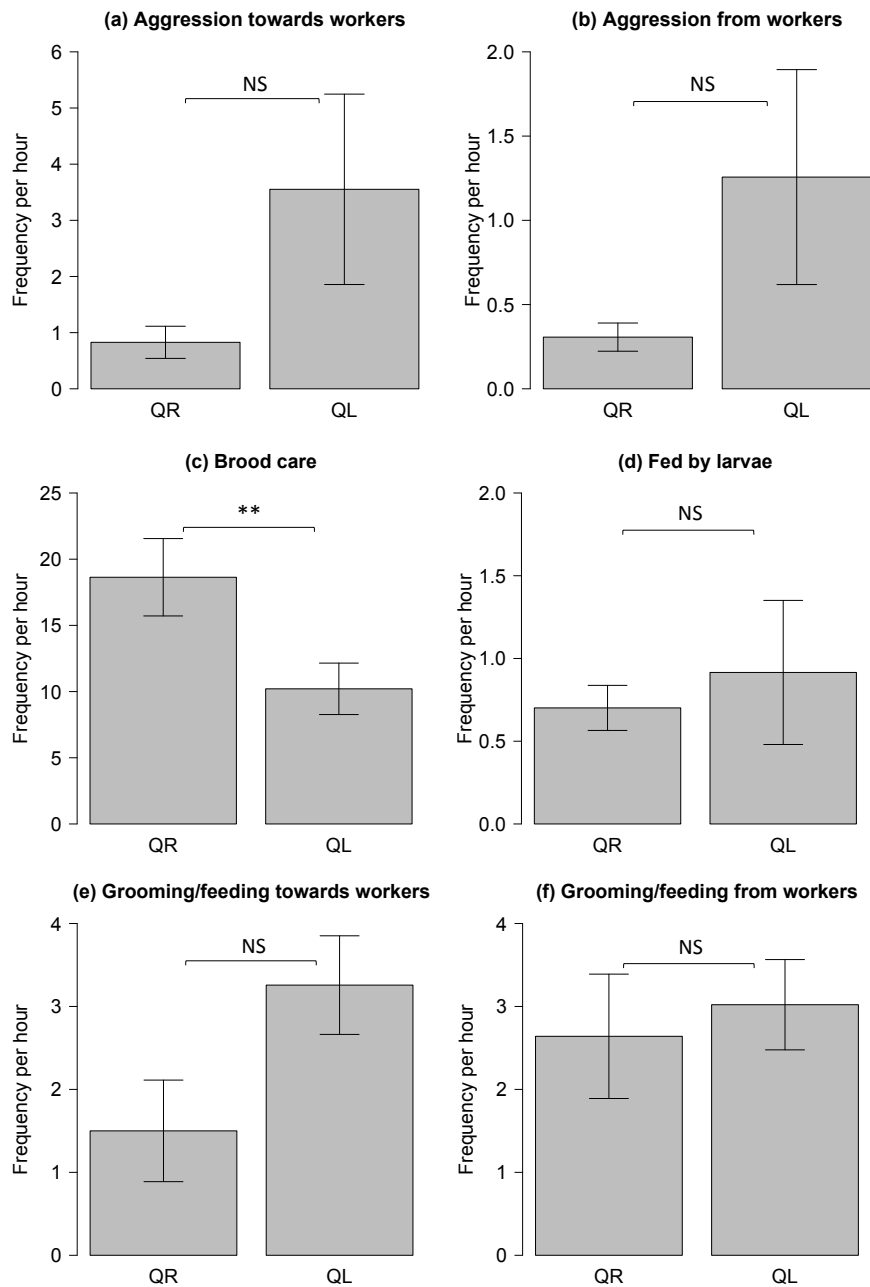 (a) Aggression towards workers
Frequency per hour
6
5
4
3
2
1
0
NS
QR QL
(b) Aggression from workers
Frequency per hour
2.0
1.5
1.0
0.5
0.0
NS
QR QL
(c) Brood care
Frequency per hour
25
20
15
10
5
0
**
QR QL
(d) Fed by larvae
Frequency per hour
2.0
1.5
1.0
0.5
0.0
NS
QR QL
(e) Grooming/feeding towards workers
Frequency per hour
4
3
2
1
0
NS
QR QL
(f) Grooming/feeding from workers
Frequency per hour
4
3
2
1
0
NS
QR QL